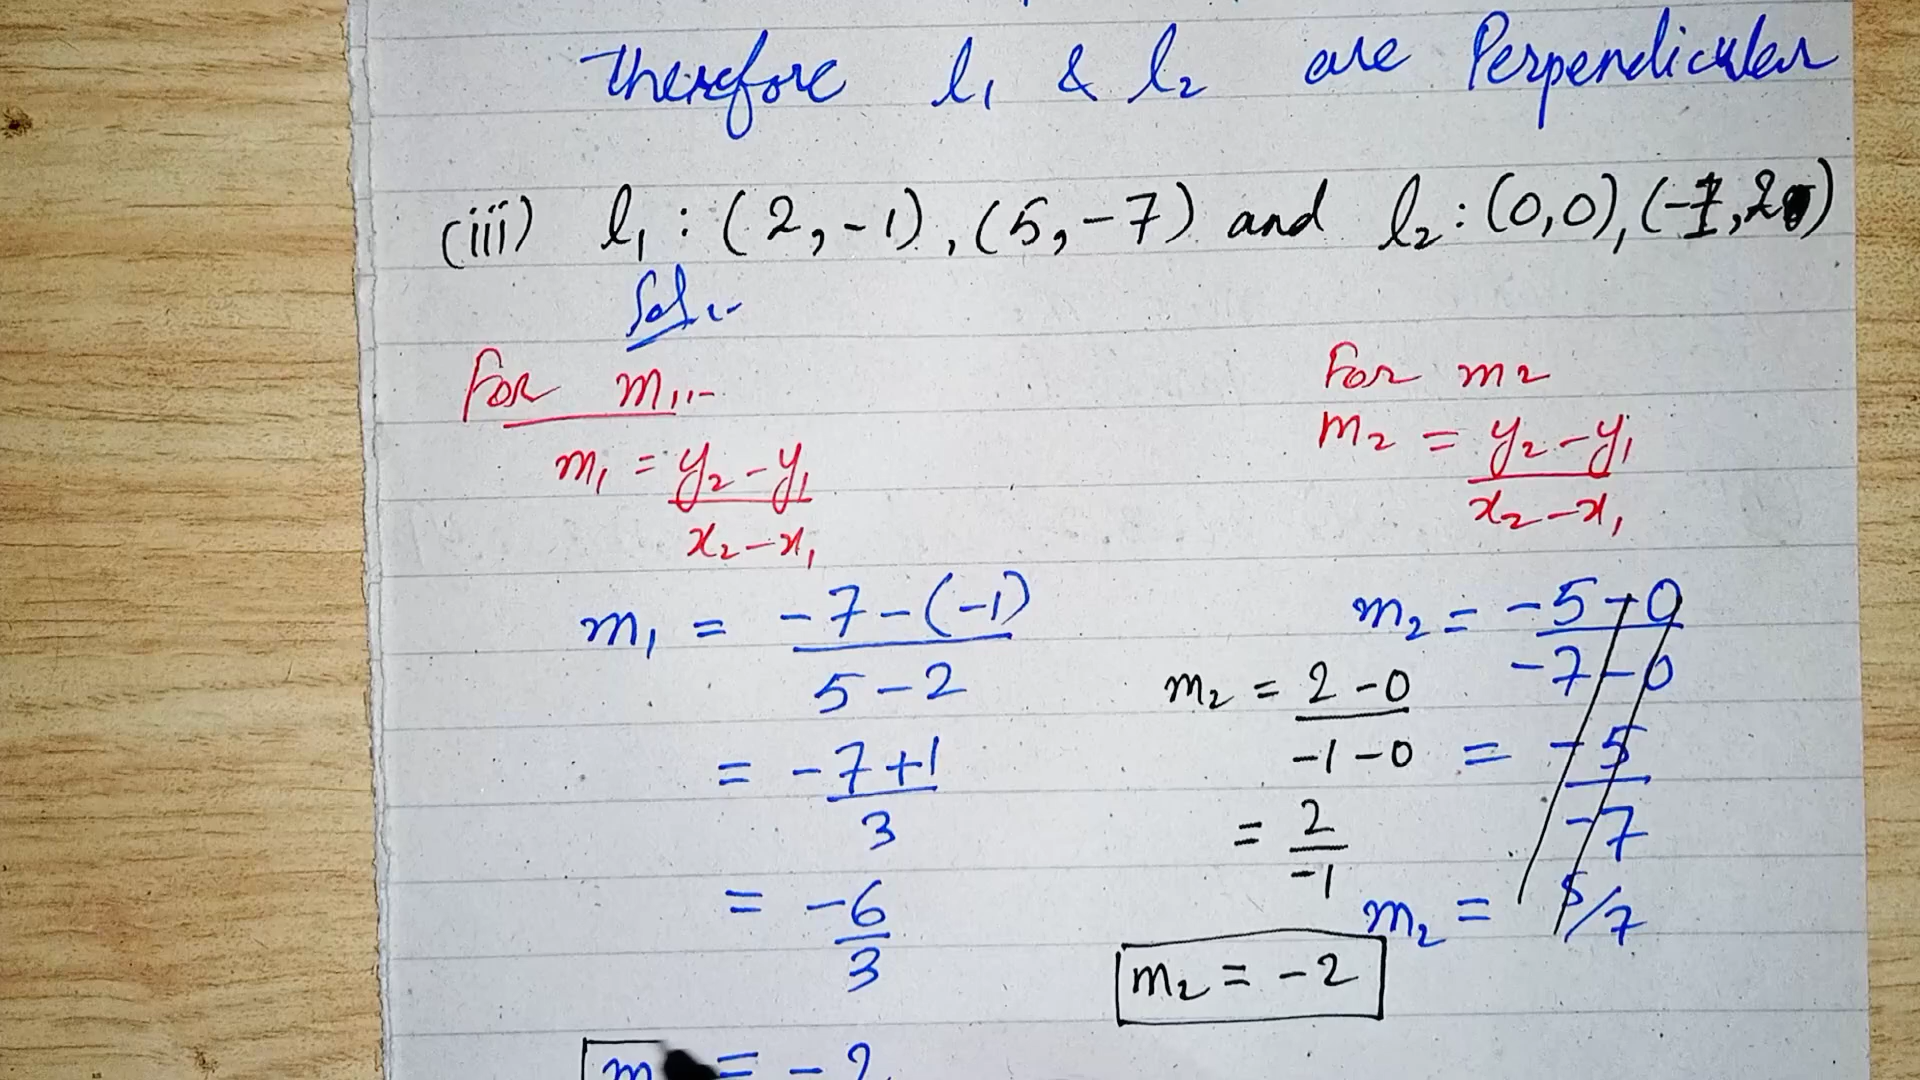 Therefore l₁ & l₂ are Perpendicular
(iii) l₁ : (2, -1), (5, -7) and l₂ : (0,0), (-1, 2)
Sol:-
For m₁:-
m₁ = y₂ - y₁ / x₂ - x₁
m₁ = -7 - (-1) / 5 - 2
= -7 + 1 / 3
= -6 / 3
m = -2
For m₂
m₂ = y₂ - y₁ / x₂ - x₁
m₂ = -5 - 0 / -7 - 0
= -5 / -7
m₂ = 5/7
m₂ = 2 - 0 / -1 - 0
= 2 / -1
m₂ = -2